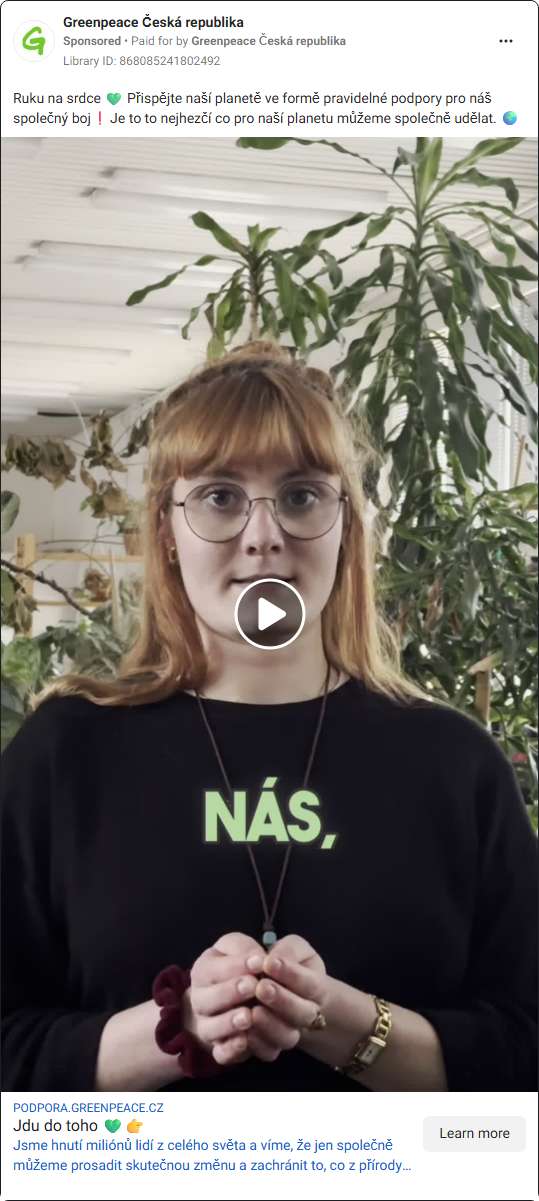 Greenpeace Česká republika
Sponsored • Paid for by Greenpeace Česká republika
Library ID: 868085241802492
Ruku na srdce 💚 Přispějte naší planetě ve formě pravidelné podpory pro náš
společný boj❗ Je to to nejhezčí co pro naší planetu můžeme společně udělat. 🌎
NÁS,
PODPORA.GREENPEACE.CZ
Jdu do toho 💚 👉
Learn more
Jsme hnutí miliónů lidí z celého světa a víme, že jen společně
můžeme prosadit skutečnou změnu a zachránit to, co z přírody…